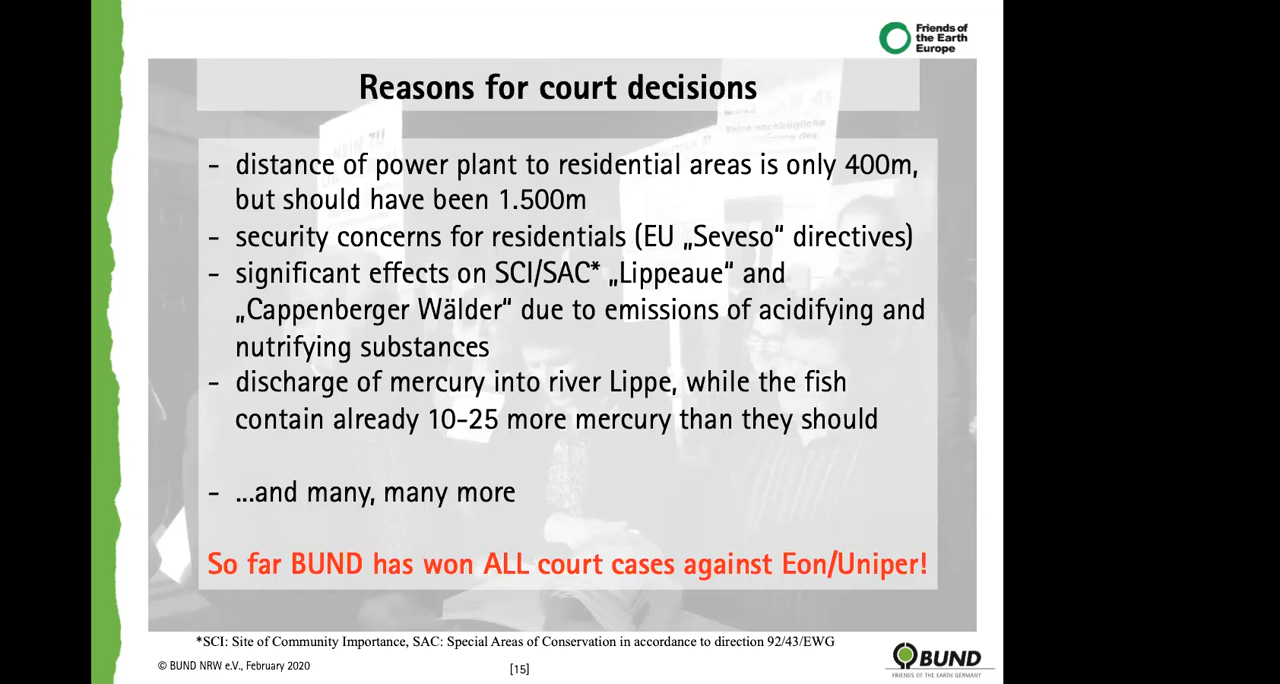 Friends of
the Earth
Europe
Reasons for court decisions
Keine nachträgliche
- distance of power plant to residential areas is only 400m,
but should have been 1.500m
- security concerns for residentials (EU „Seveso“ directives)
- significant effects on SCI/SAC* „Lippeaue“ and
„Cappenberger Wälder“ due to emissions of acidifying and
nutrifying substances
- discharge of mercury into river Lippe, while the fish
contain already 10-25 more mercury than they should
- ...and many, many more
So far BUND has won ALL court cases against Eon/Uniper!
*SCI: Site of Community Importance, SAC: Special Areas of Conservation in accordance to direction 92/43/EWG
© BUND NRW e.V., February 2020
[15]
BUND
FRIENDS OF THE EARTH GERMANY